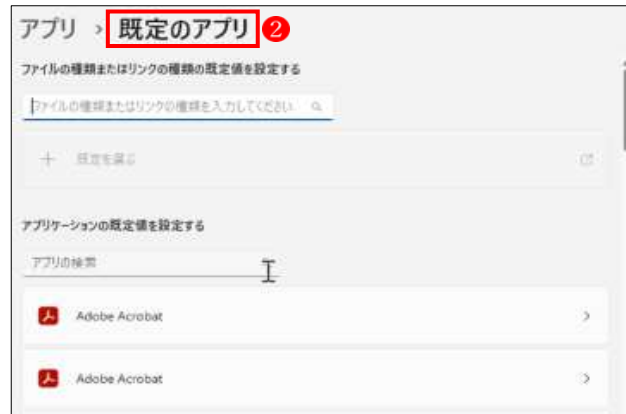 アプリ › 既定のアプリ ❷
ファイルの種類またはリンクの種類の既定値を設定する
ファイルの種類またはリンクの種類を入力してください
＋ 既定を選ぶ
アプリケーションの既定値を設定する
アプリの検索
Adobe Acrobat
Adobe Acrobat